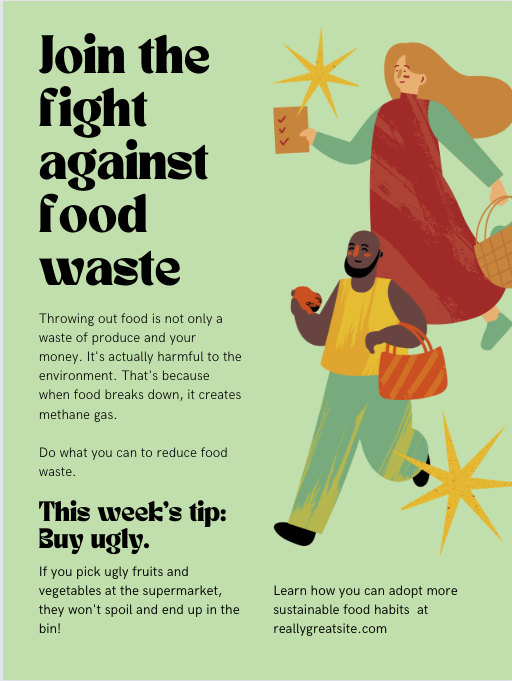 Join the
fight
against
food
waste
Throwing out food is not only a
waste of produce and your
money. It's actually harmful to the
environment. That's because
when food breaks down, it creates
methane gas.
Do what you can to reduce food
waste.
This week's tip:
Buy ugly.
If you pick ugly fruits and
vegetables at the supermarket,
they won't spoil and end up in the
bin!
Learn how you can adopt more
sustainable food habits at
reallygreatsite.com